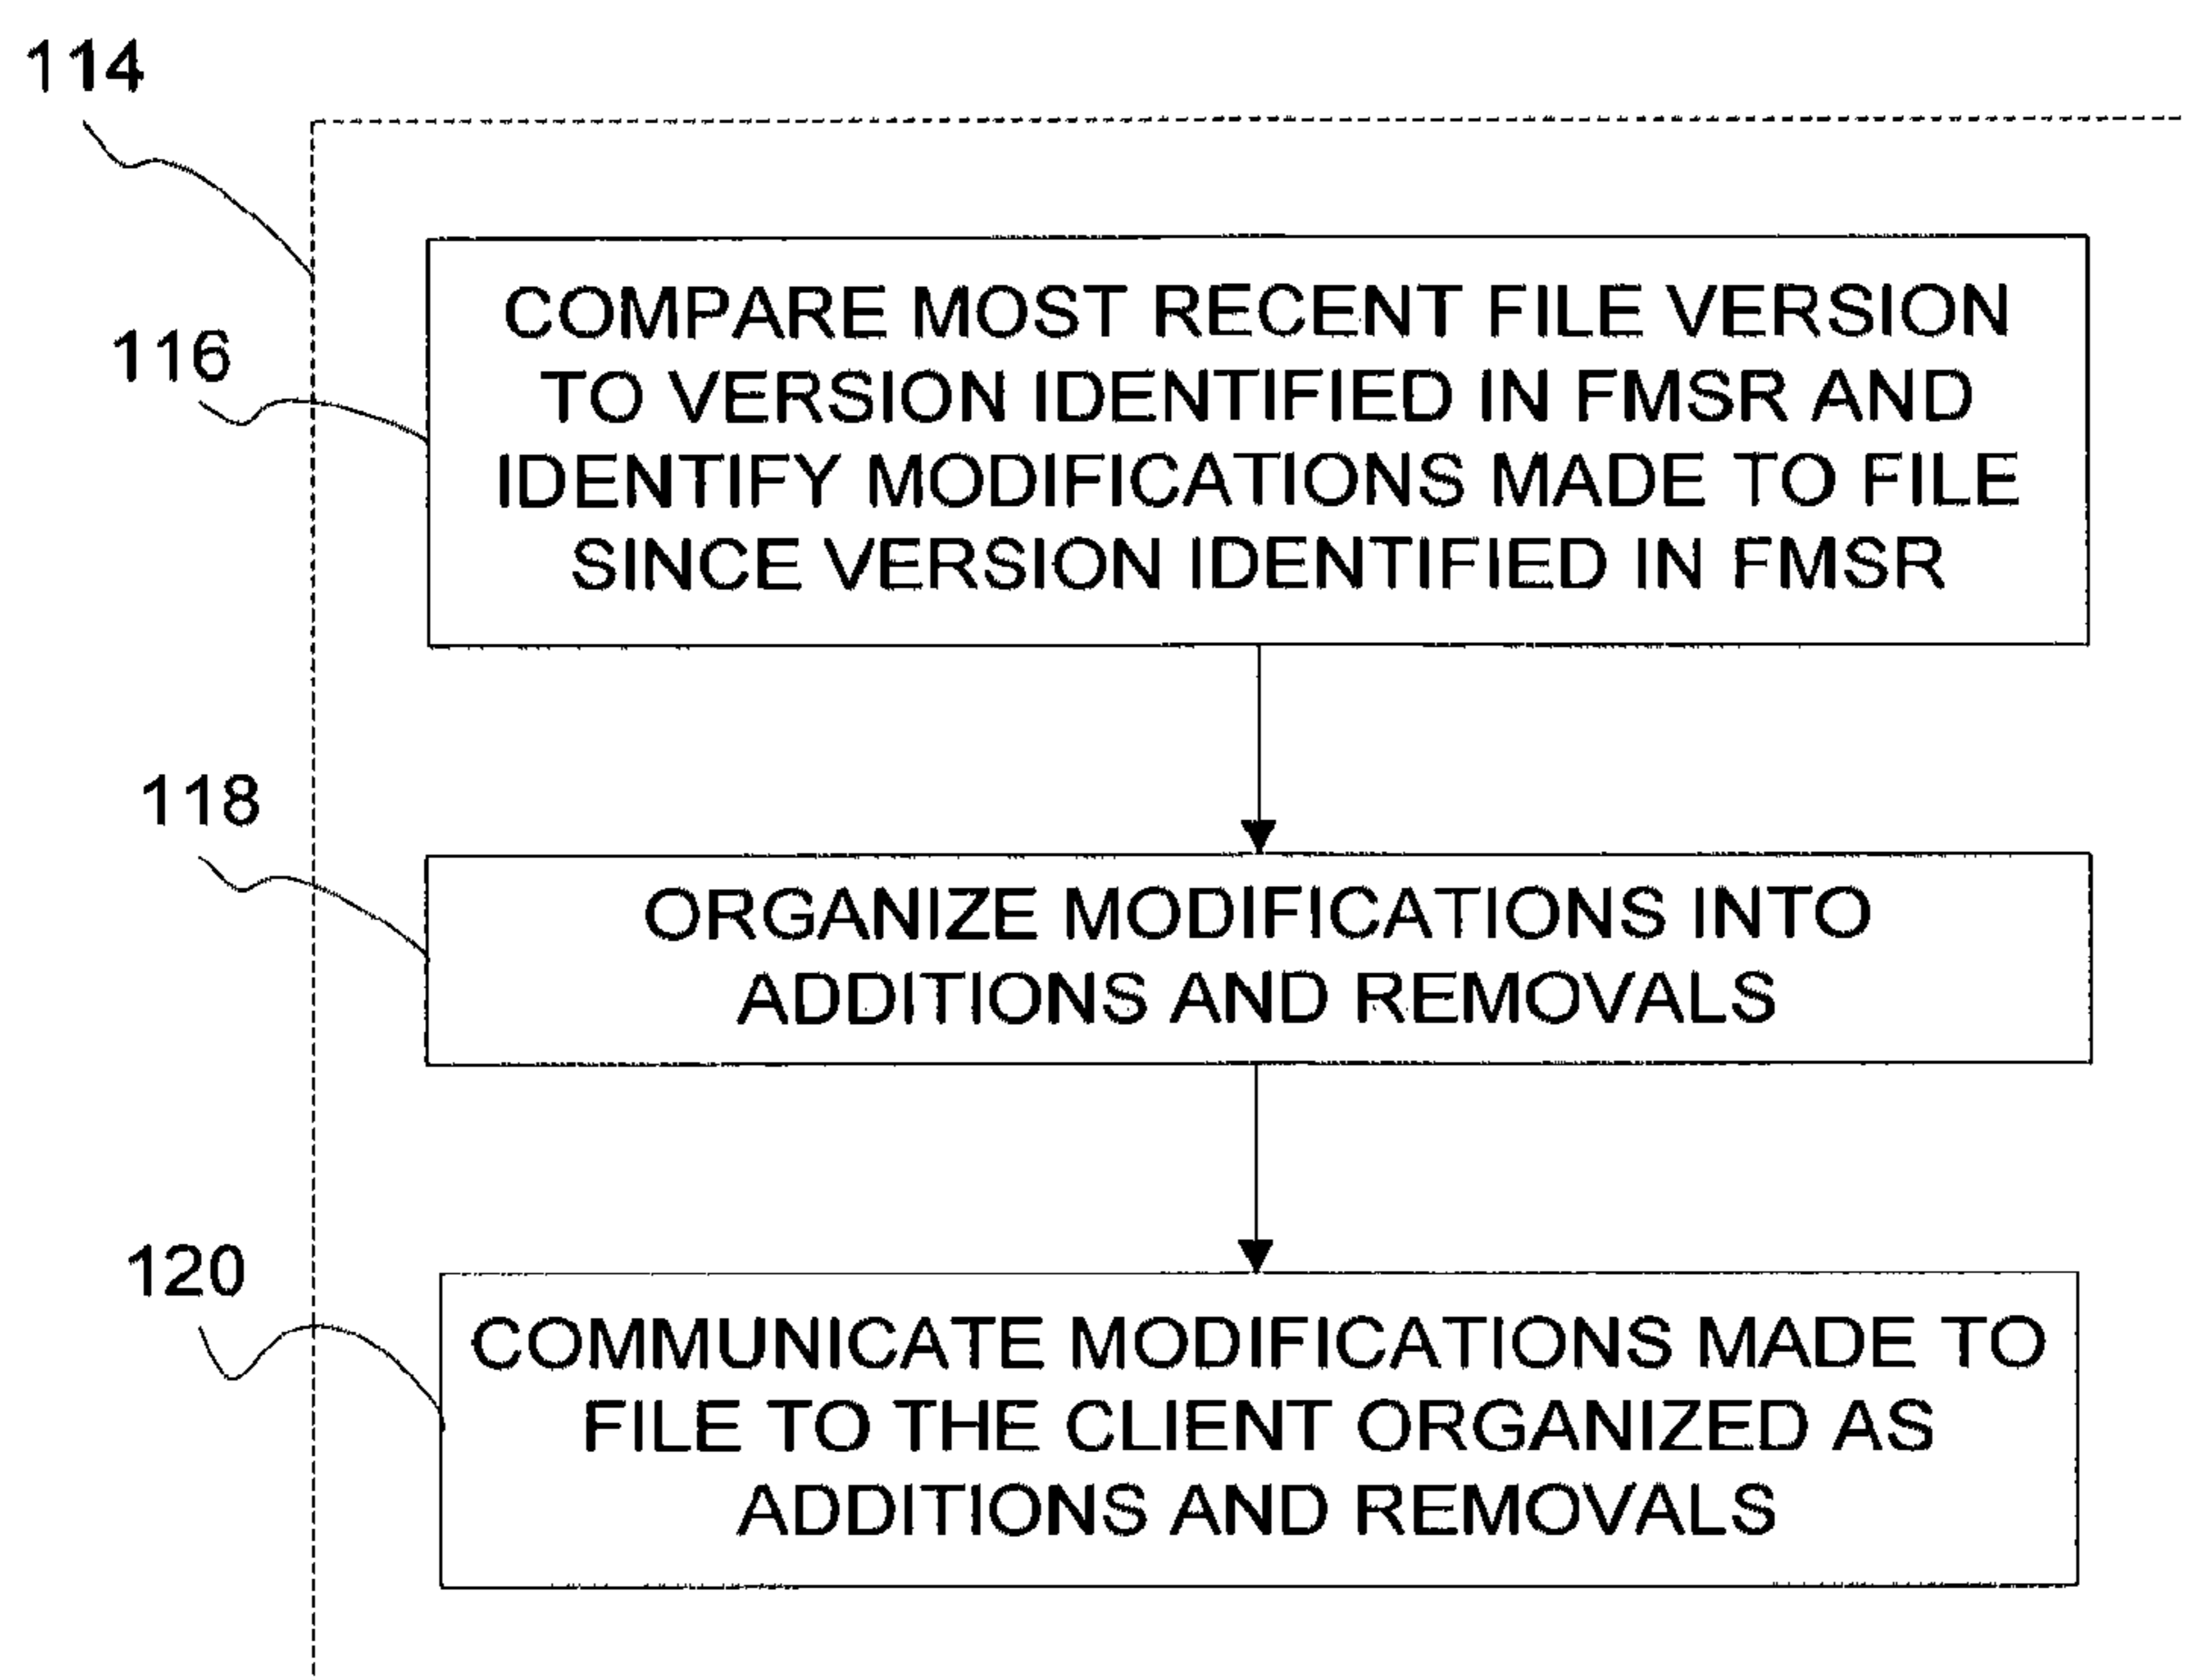 114
116
COMPARE MOST RECENT FILE VERSION
TO VERSION IDENTIFIED IN FMSR AND
IDENTIFY MODIFICATIONS MADE TO FILE
SINCE VERSION IDENTIFIED IN FMSR
118
ORGANIZE MODIFICATIONS INTO
ADDITIONS AND REMOVALS
120
COMMUNICATE MODIFICATIONS MADE TO
FILE TO THE CLIENT ORGANIZED AS
ADDITIONS AND REMOVALS